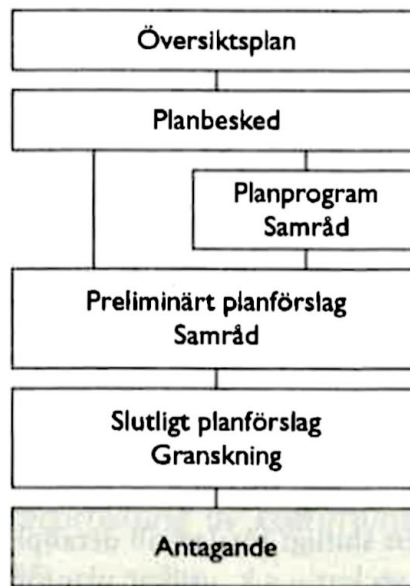 Översiktsplan
Planbesked
Planprogram
Samråd
Preliminärt planförslag
Samråd
Slutligt planförslag
Granskning
Antagande